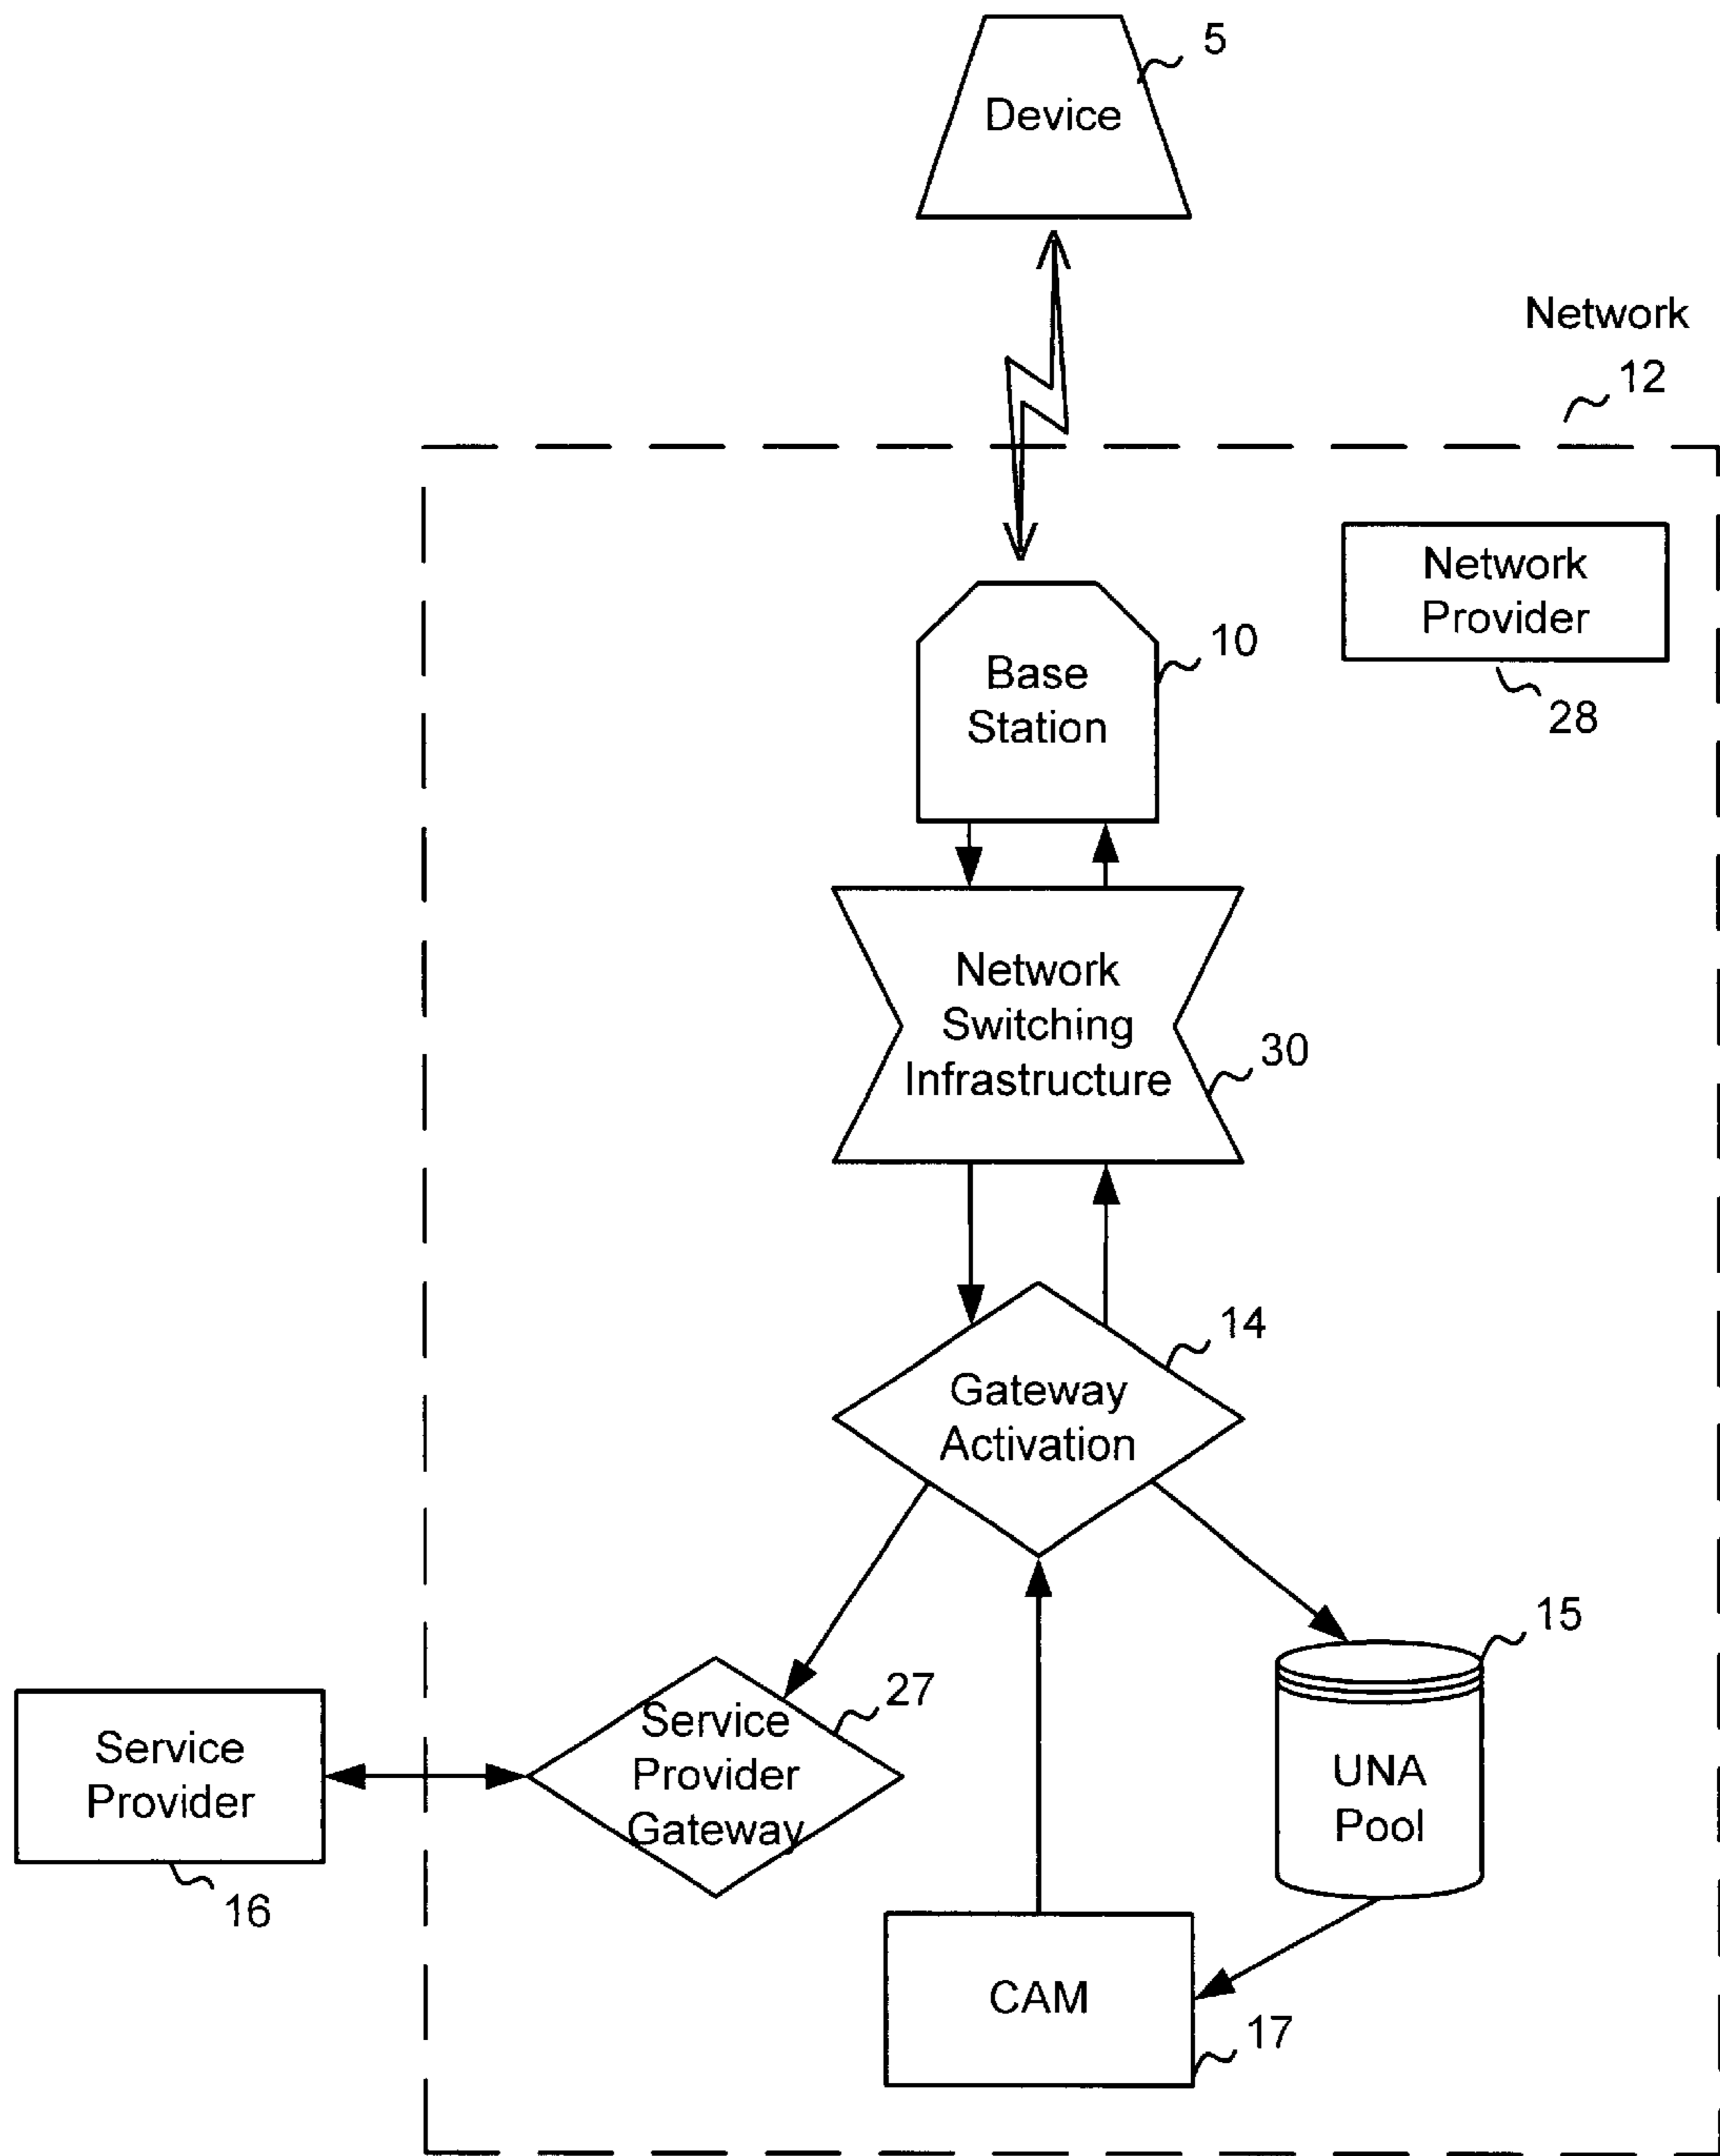 5
Device
Network
12
Network
Provider
28
10
Base
Station
Network
Switching
Infrastructure
30
14
Gateway
Activation
15
27
Service
Provider
Gateway
Service
Provider
16
UNA
Pool
CAM
17